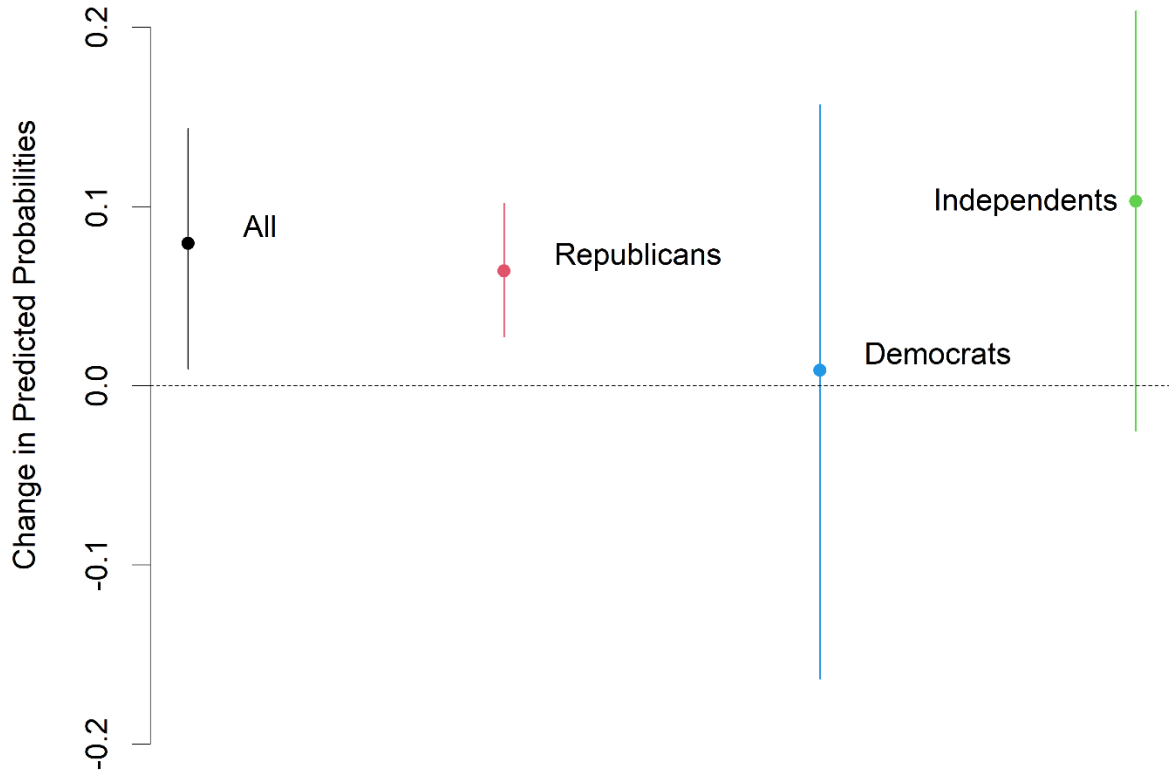 Change in Predicted Probabilities
0.2
0.1
0.0
-0.1
-0.2
All
Republicans
Democrats
Independents